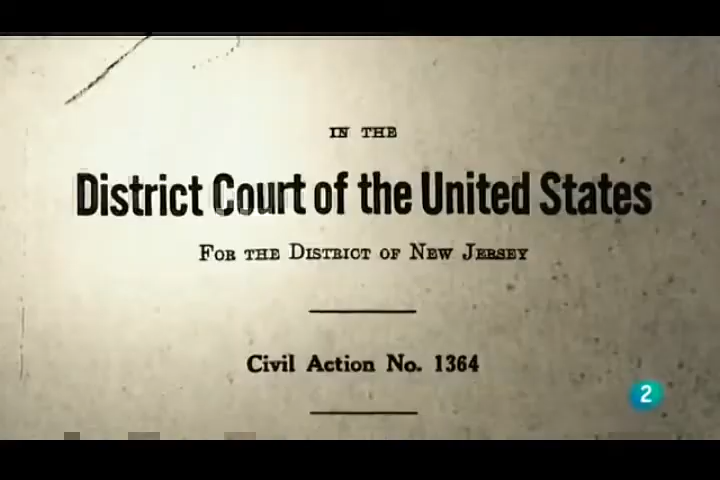 IN THE
District Court of the United States
FOR THE DISTRICT OF NEW JERSEY
Civil Action No. 1364
2